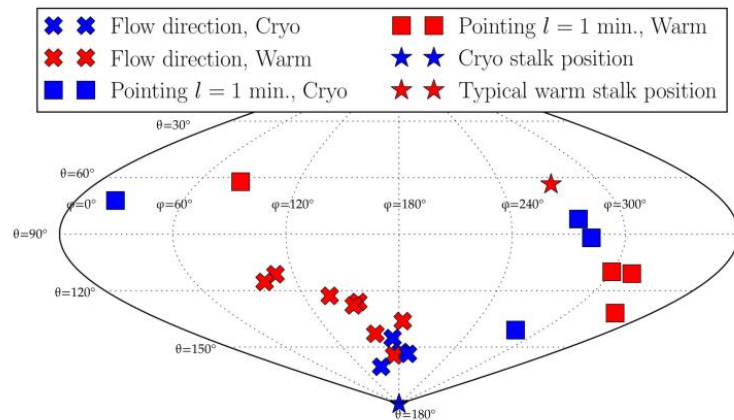 Flow direction, Cryo
Flow direction, Warm
Pointing l = 1 min., Cryo
Pointing l = 1 min., Warm
Cryo stalk position
Typical warm stalk position
θ=30°
θ=60°
φ=0° φ=60° φ=120° φ=180° φ=240° φ=300°
θ=90°
θ=120°
θ=150°
θ=180°